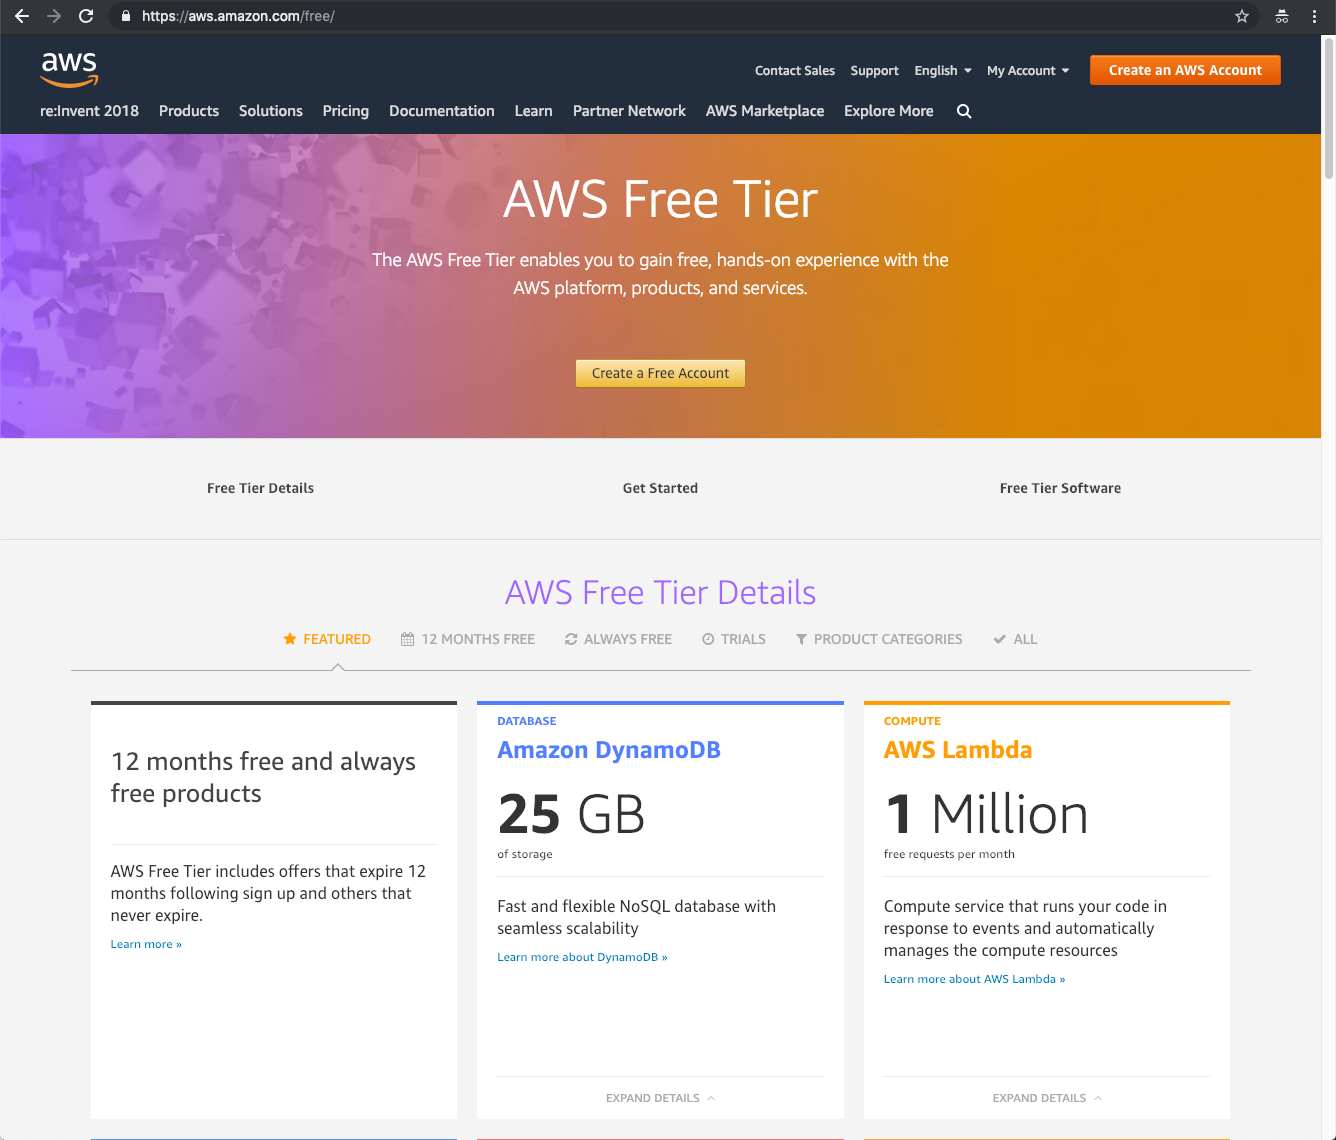 https://aws.amazon.com/free/
aws
Contact Sales Support English My Account Create an AWS Account
re:Invent 2018 Products Solutions Pricing Documentation Learn Partner Network AWS Marketplace Explore More
AWS Free Tier
The AWS Free Tier enables you to gain free, hands-on experience with the
AWS platform, products, and services.
Create a Free Account
Free Tier Details Get Started Free Tier Software
AWS Free Tier Details
FEATURED 12 MONTHS FREE ALWAYS FREE TRIALS PRODUCT CATEGORIES ALL
12 months free and always
free products
AWS Free Tier includes offers that expire 12
months following sign up and others that
never expire.
Learn more »
DATABASE
Amazon DynamoDB
25 GB
of storage
Fast and flexible NoSQL database with
seamless scalability
Learn more about DynamoDB »
EXPAND DETAILS
COMPUTE
AWS Lambda
1 Million
free requests per month
Compute service that runs your code in
response to events and automatically
manages the compute resources
Learn more about AWS Lambda »
EXPAND DETAILS